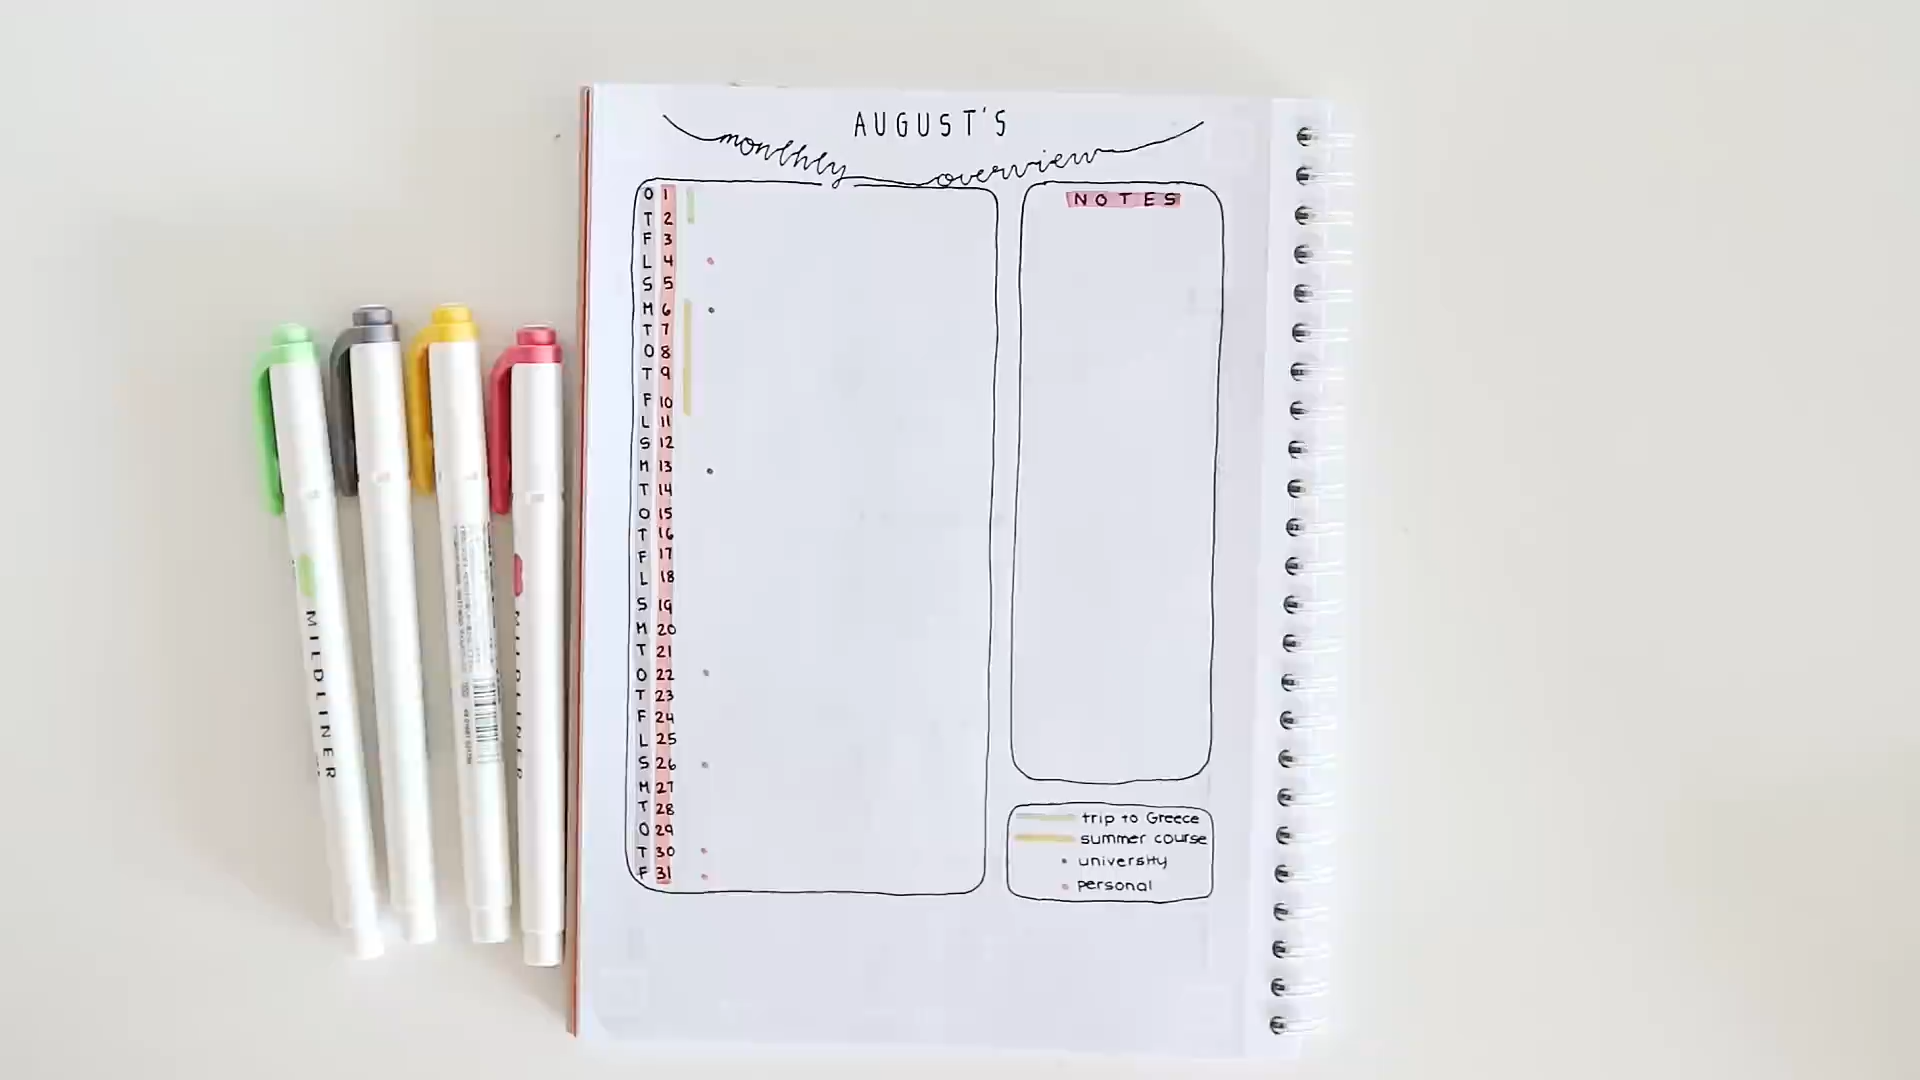 AUGUST'S
monthly overview
O 1
T 2
F 3
L 4
S 5
M 6
T 7
O 8
T 9
F 10
L 11
S 12
M 13
T 14
O 15
T 16
F 17
L 18
S 19
M 20
T 21
O 22
T 23
F 24
L 25
S 26
M 27
T 28
O 29
T 30
F 31
NOTES
trip to Greece
summer course
university
personal
MILDLINER
MILDLINER